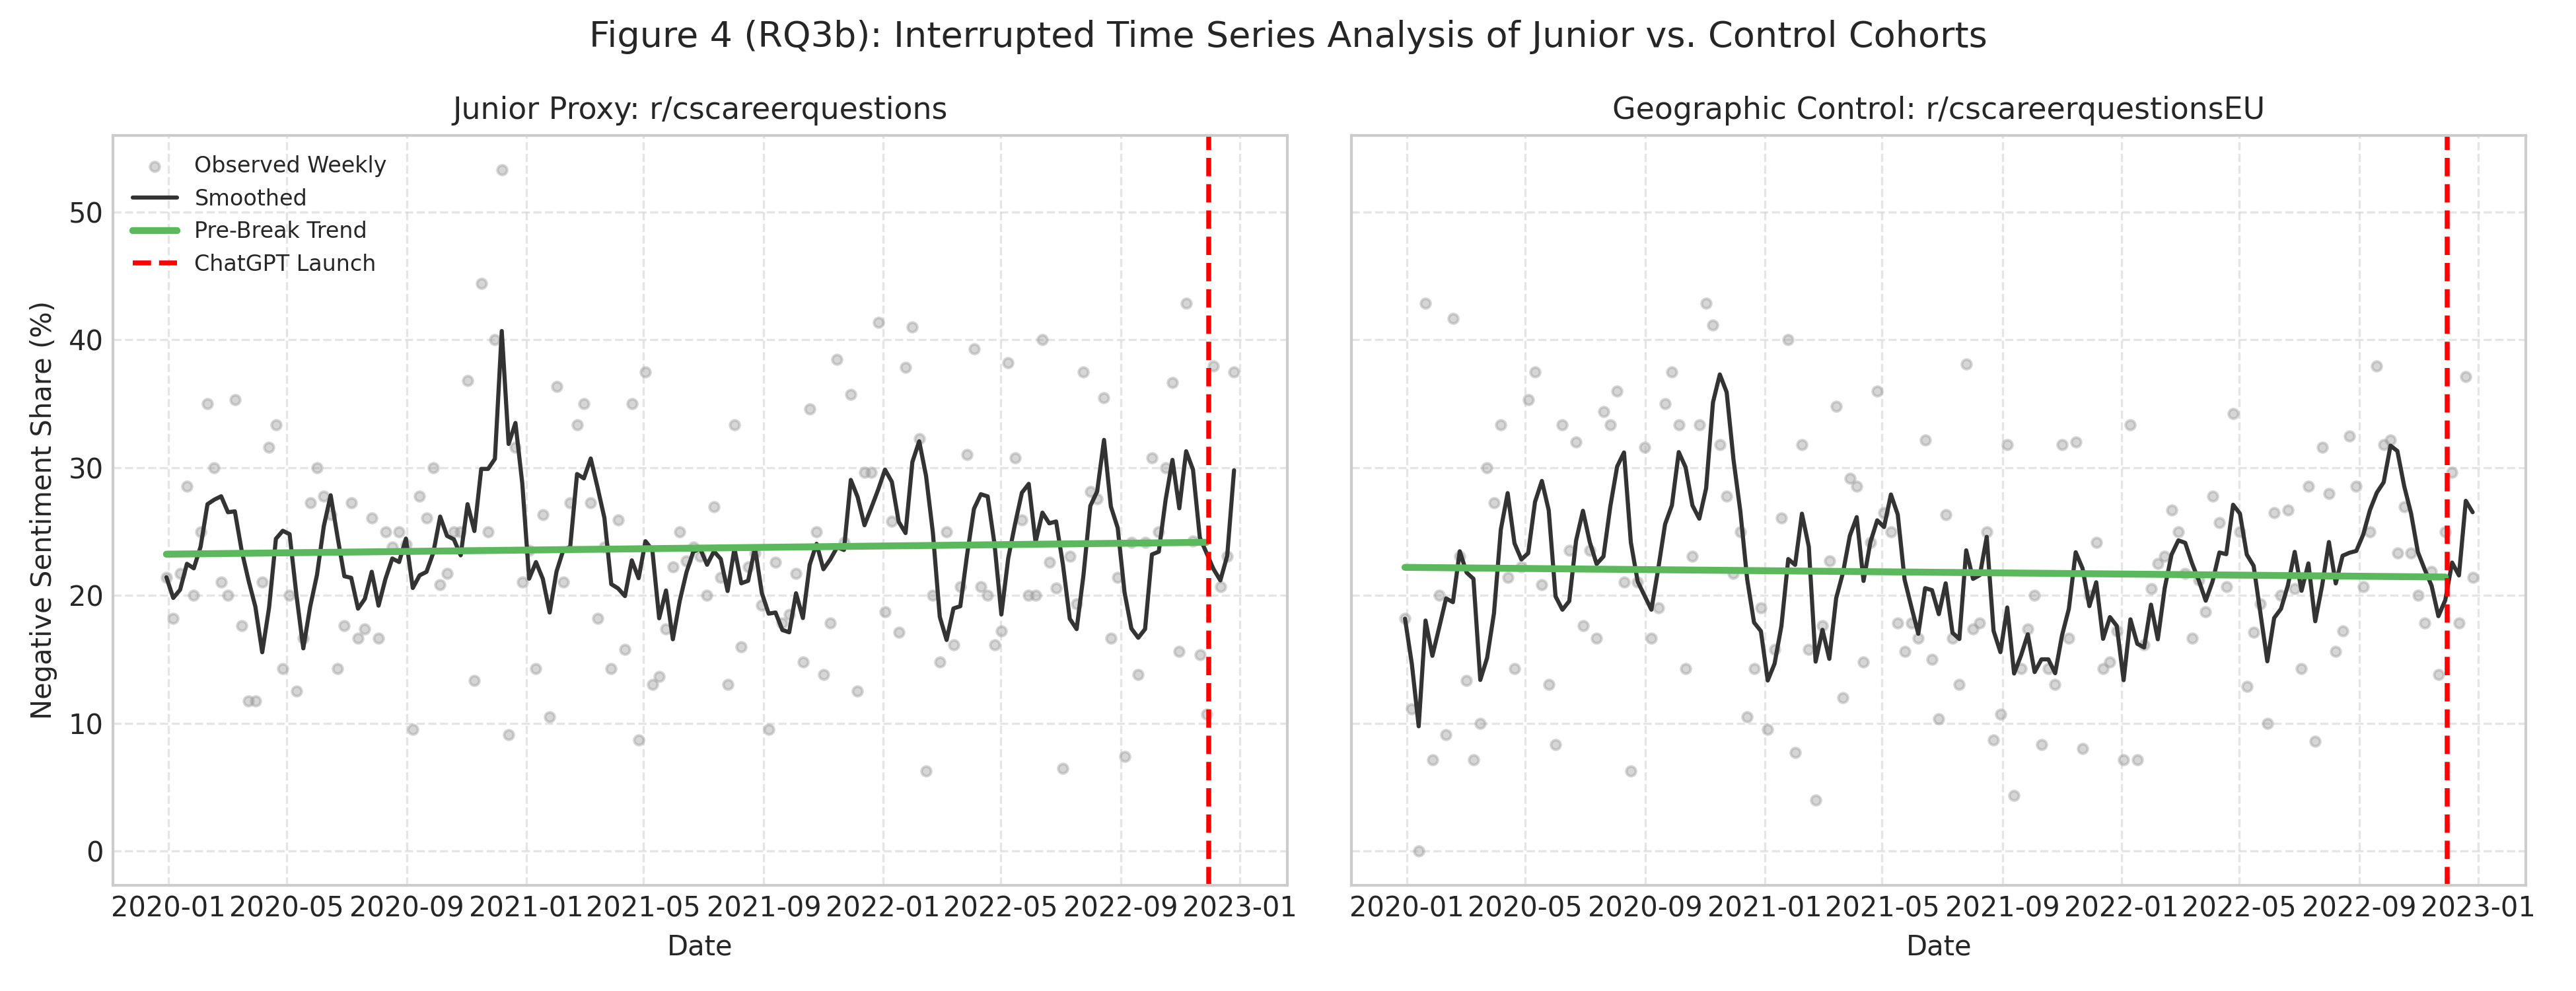 Figure 4 (RQ3b): Interrupted Time Series Analysis of Junior vs. Control Cohorts
Junior Proxy: r/cscareerquestions
Observed Weekly
Smoothed
Pre-Break Trend
ChatGPT Launch
Negative Sentiment Share (%)
50
40
30
20
10
0
2020-01 2020-05 2020-09 2021-01 2021-05 2021-09 2022-01 2022-05 2022-09 2023-01
Date
Geographic Control: r/cscareerquestionsEU
2020-01 2020-05 2020-09 2021-01 2021-05 2021-09 2022-01 2022-05 2022-09 2023-01
Date